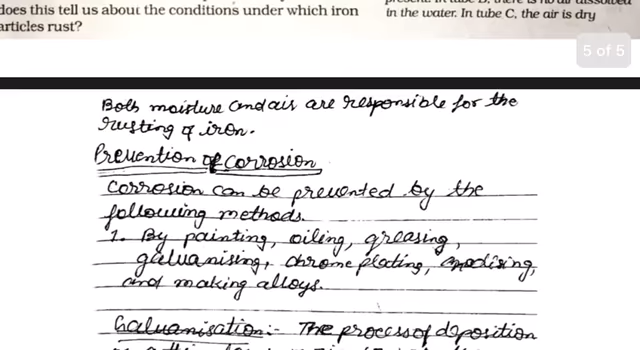 does this tell us about the conditions under which iron
articles rust?
in the water. In tube C, the air is dry
5 of 5
Both moisture and air are responsible for the
rusting of iron.
Prevention of corrosion
Corrosion can be prevented by the
following methods.
1. By painting, oiling, greasing,
galvanising, chrome plating, anodising,
and making alloys.
Galvanisation:- The process of deposition